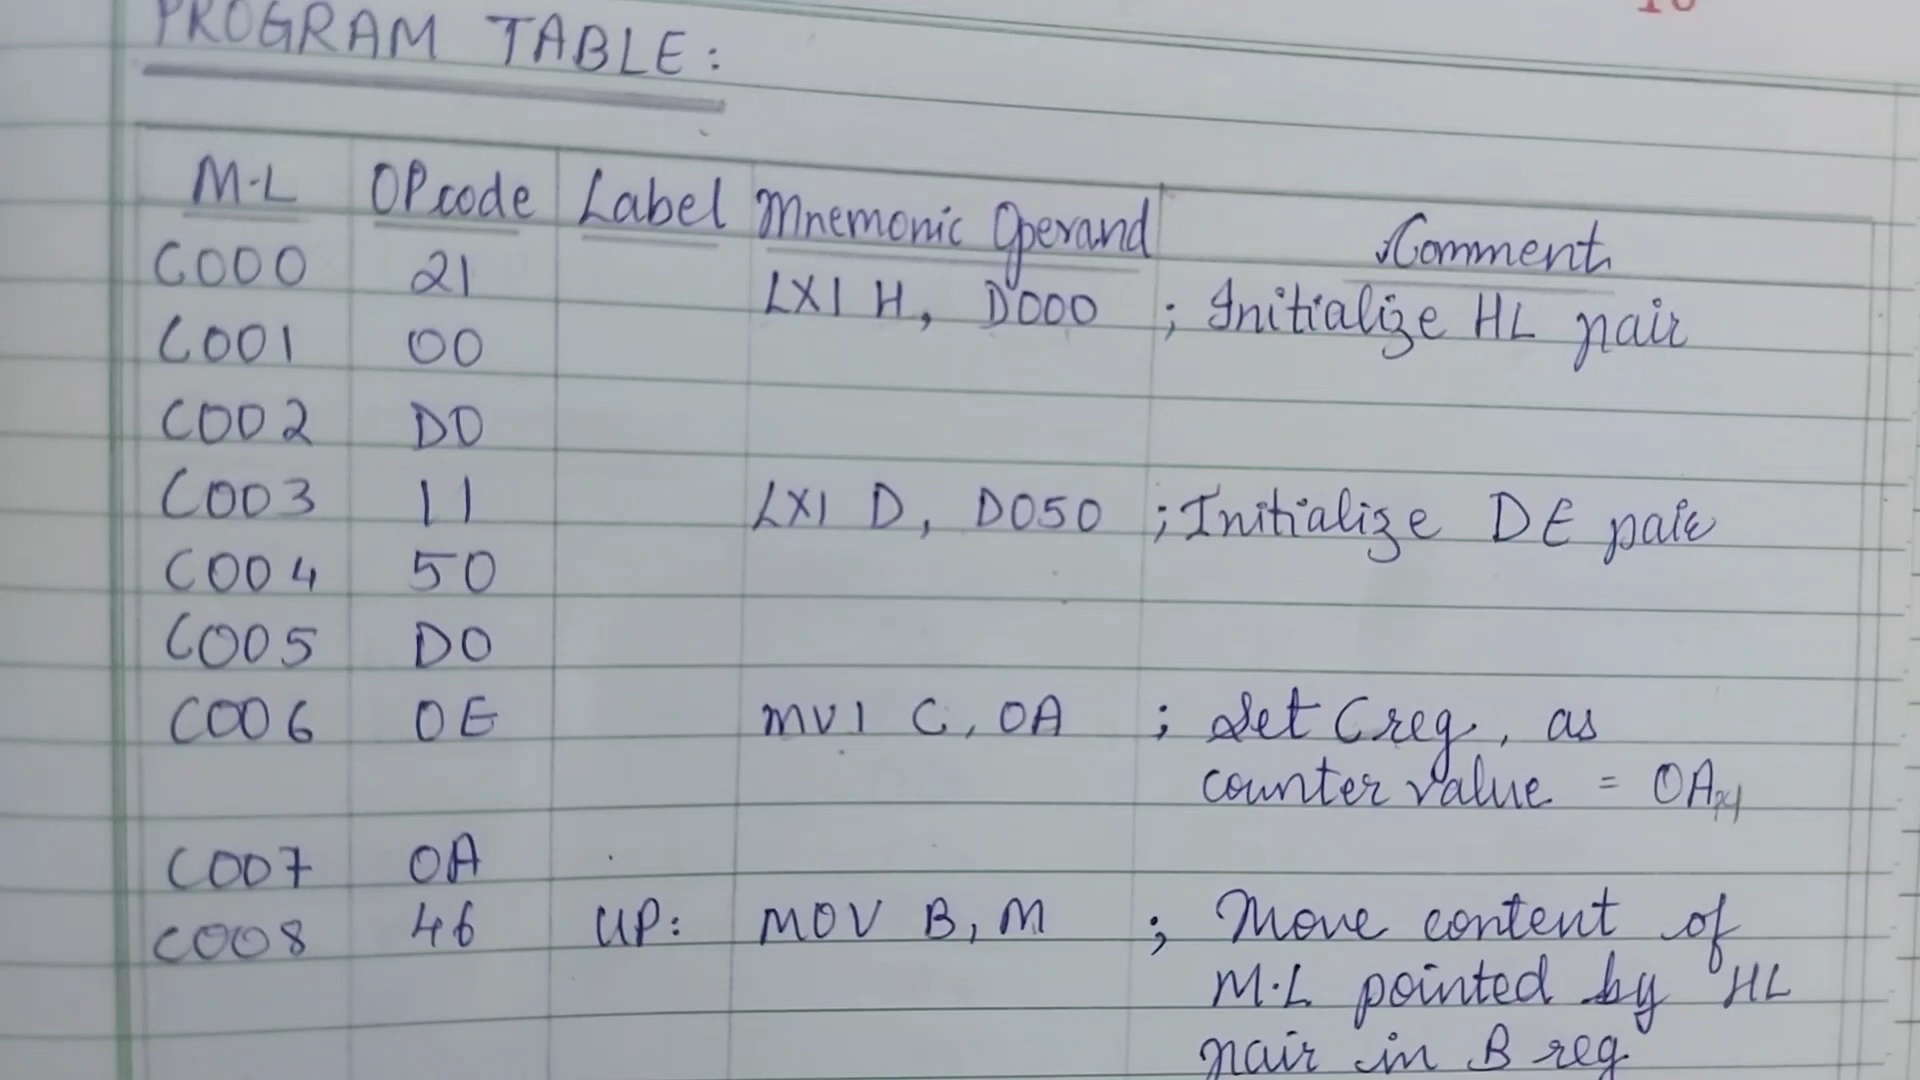 PROGRAM TABLE:
M.L OPcode Label Mnemonic Operand Comment
C000 21 LXI H, D000 ; Initialize HL pair
C001 00
C002 D0
C003 11 LXI D, D050 ; Initialize DE pair
C004 50
C005 D0
C006 0E MVI C, 0A ; Set C reg, as
counter value = 0AH
C007 0A
C008 46 UP: MOV B, M ; Move content of
M.L pointed by HL
pair in B reg